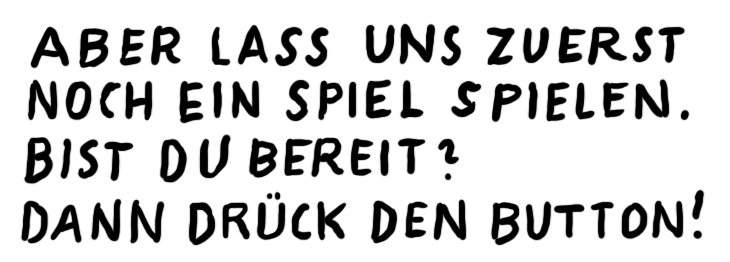 ABER LASS UNS ZUERST
NOCH EIN SPIEL SPIELEN.
BIST DU BEREIT?
DANN DRÜCK DEN BUTTON!